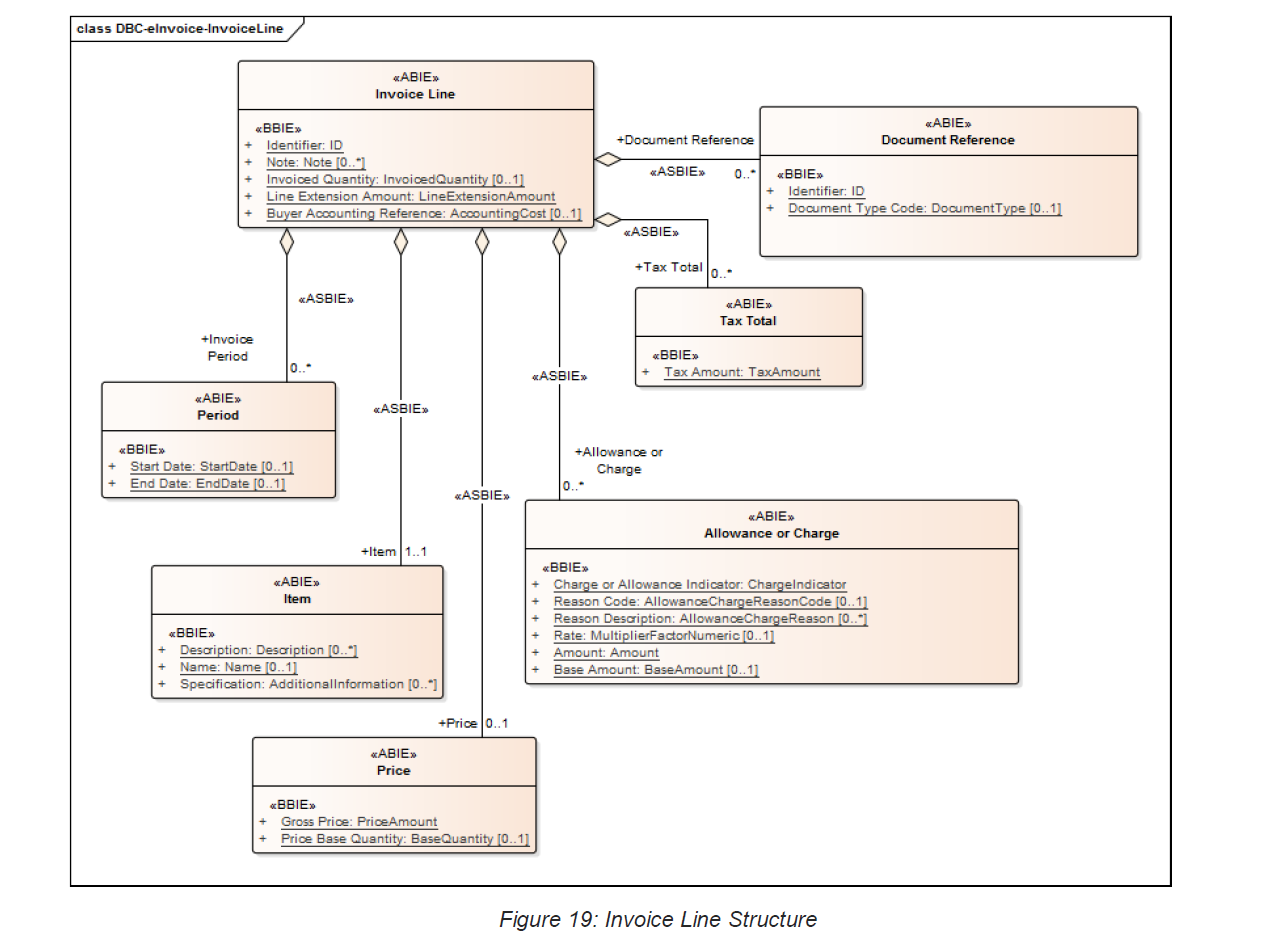 class DBC-eInvoice-InvoiceLine
«ABIE»
Invoice Line
«BBIE»
+ Identifier: ID
+ Note: Note [0..*]
+ Invoiced Quantity: InvoicedQuantity [0..1]
+ Line Extension Amount: LineExtensionAmount
+ Buyer Accounting Reference: AccountingCost [0..1]
+Document Reference
«ASBIE»
0..*
«ABIE»
Document Reference
«BBIE»
+ Identifier: ID
+ Document Type Code: DocumentType [0..1]
«ASBIE»
+Tax Total
0..*
«ABIE»
Tax Total
«BBIE»
+ Tax Amount: TaxAmount
«ASBIE»
+Invoice
Period
0..*
«ABIE»
Period
«BBIE»
+ Start Date: StartDate [0..1]
+ End Date: EndDate [0..1]
«ASBIE»
+Item
1..1
«ABIE»
Item
«BBIE»
+ Description: Description [0..*]
+ Name: Name [0..1]
+ Specification: AdditionalInformation [0..*]
«ASBIE»
+Price
0..1
«ABIE»
Price
«BBIE»
+ Gross Price: PriceAmount
+ Price Base Quantity: BaseQuantity [0..1]
«ASBIE»
+Allowance or
Charge
0..*
«ABIE»
Allowance or Charge
«BBIE»
+ Charge or Allowance Indicator: ChargeIndicator
+ Reason Code: AllowanceChargeReasonCode [0..1]
+ Reason Description: AllowanceChargeReason [0..*]
+ Rate: MultiplierFactorNumeric [0..1]
+ Amount: Amount
+ Base Amount: BaseAmount [0..1]
Figure 19: Invoice Line Structure